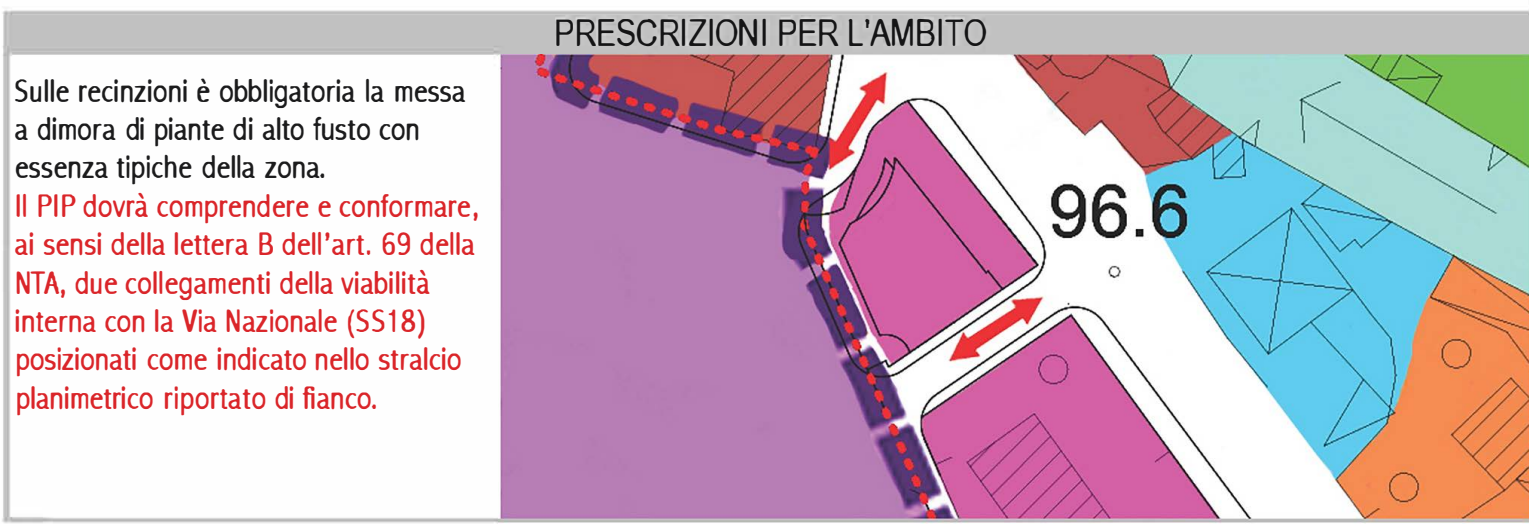 PRESCRIZIONI PER L'AMBITO
Sulle recinzioni è obbligatoria la messa
a dimora di piante di alto fusto con
essenza tipiche della zona.
Il PIP dovrà comprendere e conformare,
ai sensi della lettera B dell'art. 69 della
NTA, due collegamenti della viabilità
interna con la Via Nazionale (SS18)
posizionati come indicato nello stralcio
planimetrico riportato di fianco.
96.6